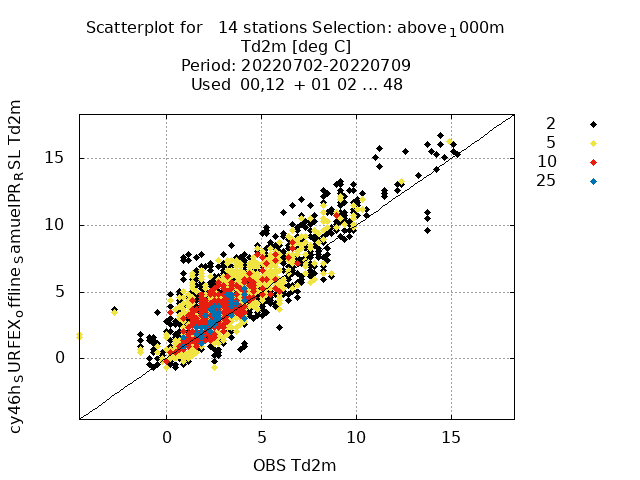 Scatterplot for 14 stations Selection: above_1000m
Td2m [deg C]
Period: 20220702-20220709
Used 00,12 + 01 02 ... 48
cy46h_SURFEX_offline_samuelPR_RSL Td2m
2
5
10
25
15
10
5
0
0 5 10 15
OBS Td2m